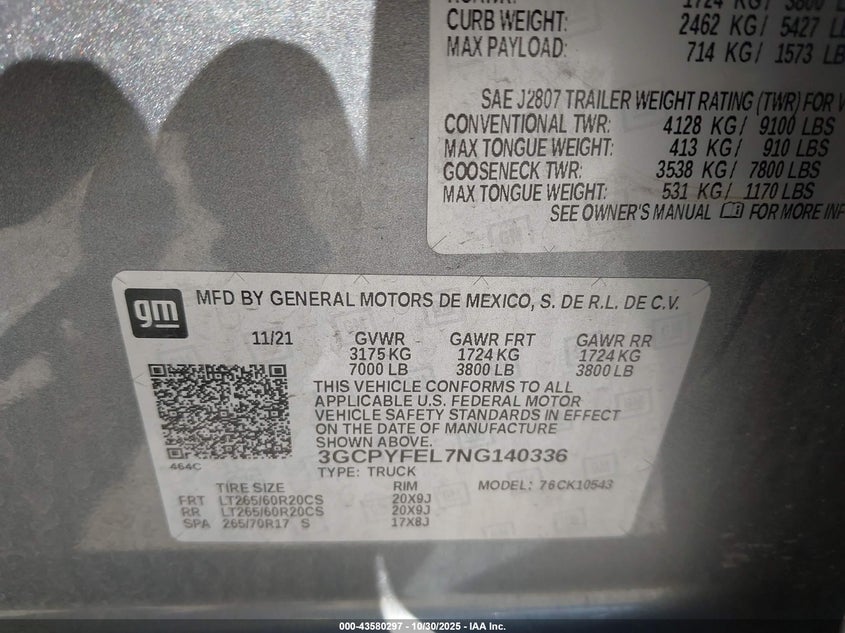 1724 KG/ 3800 L
CURB WEIGHT: 2462 KG/ 5427 L
MAX PAYLOAD: 714 KG/ 1573 LB
SAE J2807 TRAILER WEIGHT RATING (TWR) FOR V
CONVENTIONAL TWR: 4128 KG/ 9100 LBS
MAX TONGUE WEIGHT: 413 KG/ 910 LBS
GOOSENECK TWR: 3538 KG/ 7800 LBS
MAX TONGUE WEIGHT: 531 KG/ 1170 LBS
SEE OWNER'S MANUAL FOR MORE INF
gm
MFD BY GENERAL MOTORS DE MEXICO, S. DE R.L. DE C.V.
11/21 GVWR GAWR FRT GAWR RR
3175 KG 1724 KG 1724 KG
7000 LB 3800 LB 3800 LB
THIS VEHICLE CONFORMS TO ALL
APPLICABLE U.S. FEDERAL MOTOR
VEHICLE SAFETY STANDARDS IN EFFECT
ON THE DATE OF MANUFACTURE
SHOWN ABOVE.
464C
3GCPYFEL7NG140336
TYPE: TRUCK
TIRE SIZE RIM MODEL: 76CK10543
FRT LT265/60R20CS 20X9J
RR LT265/60R20CS 20X9J
SPA 265/70R17 S 17X8J
000-43580297 - 10/30/2025 - IAA Inc.